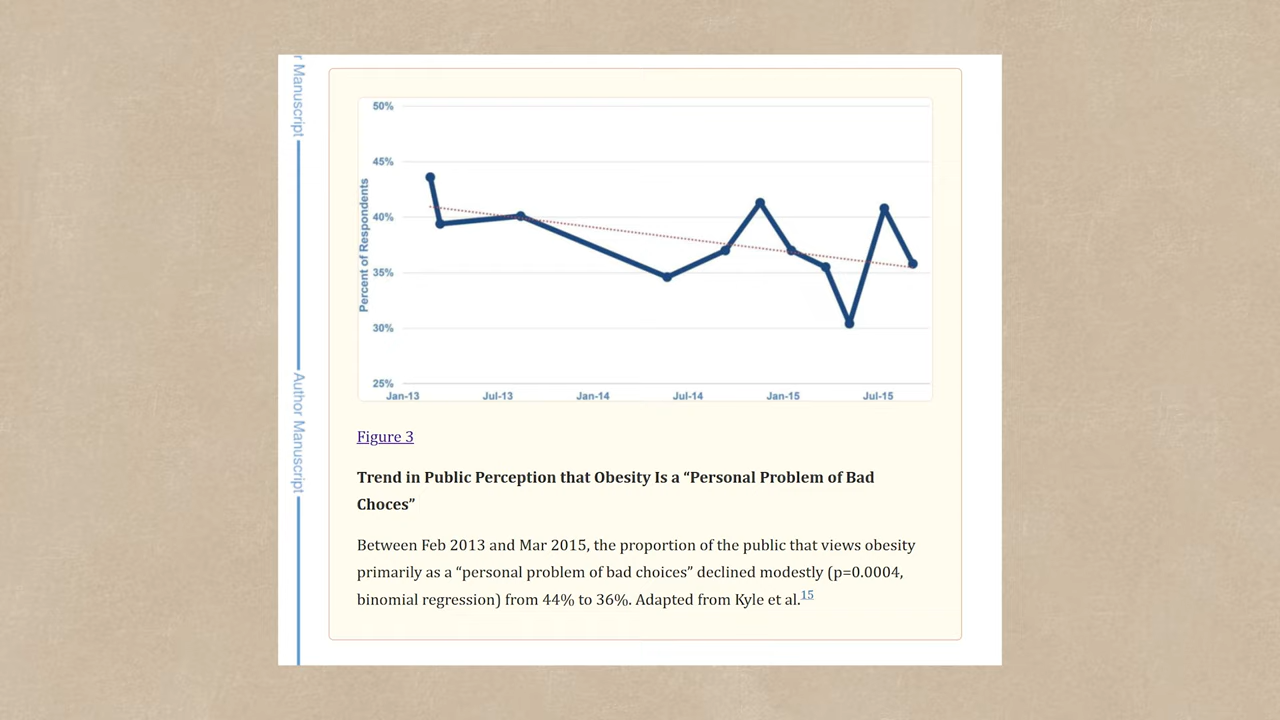 r Manuscript
Author Manuscript
50%
45%
40%
35%
30%
25%
Percent of Respondents
Jan-13 Jul-13 Jan-14 Jul-14 Jan-15 Jul-15
Figure 3
Trend in Public Perception that Obesity Is a “Personal Problem of Bad
Choces”
Between Feb 2013 and Mar 2015, the proportion of the public that views obesity
primarily as a “personal problem of bad choices” declined modestly (p=0.0004,
binomial regression) from 44% to 36%. Adapted from Kyle et al.15